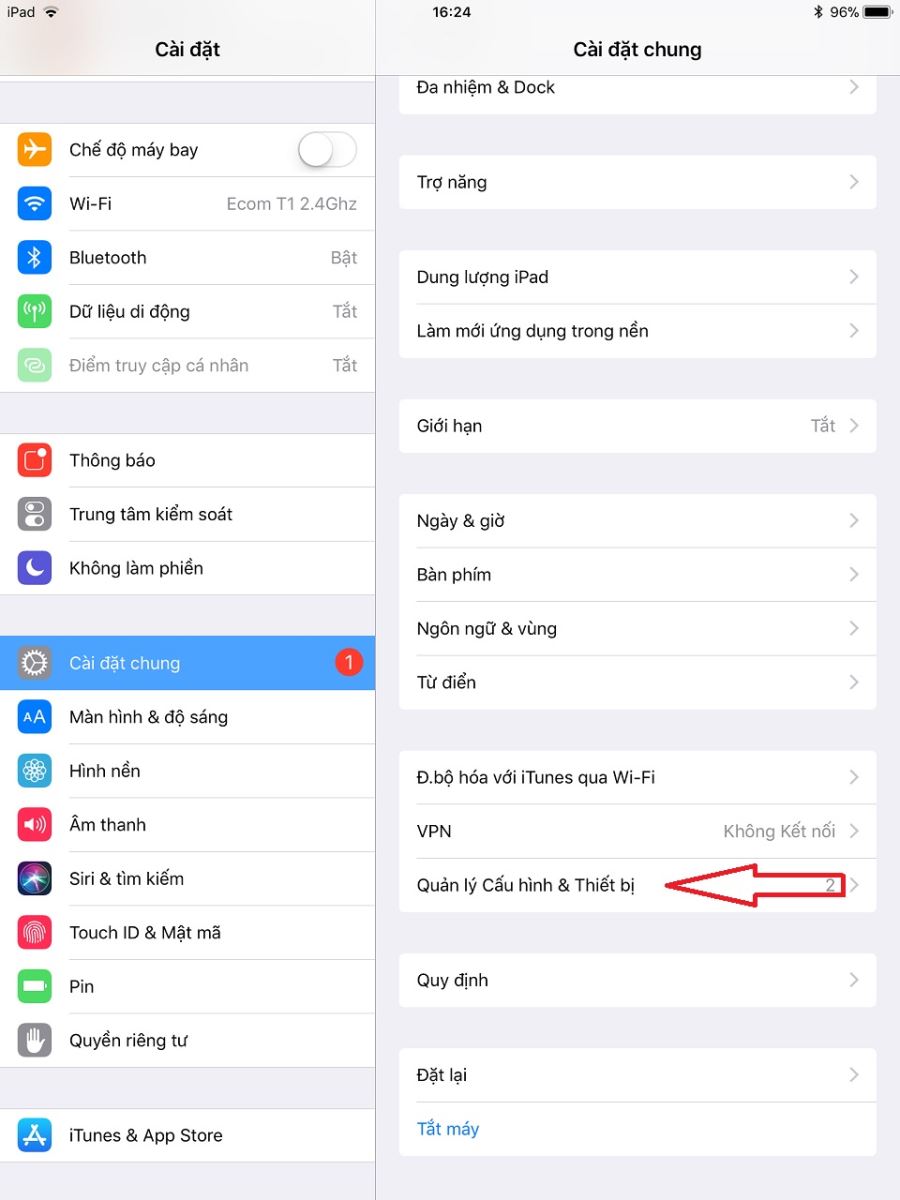 iPad 16:24 96%
Cài đặt
Chế độ máy bay
Wi-Fi Ecom T1 2.4Ghz
Bluetooth Bật
Dữ liệu di động Tắt
Điểm truy cập cá nhân Tắt
Thông báo
Trung tâm kiểm soát
Không làm phiền
Cài đặt chung 1
AA Màn hình & độ sáng
Hình nền
Âm thanh
Siri & tìm kiếm
Touch ID & Mật mã
Pin
Quyền riêng tư
iTunes & App Store
Cài đặt chung
Đa nhiệm & Dock
Trợ năng
Dung lượng iPad
Làm mới ứng dụng trong nền
Giới hạn Tắt
Ngày & giờ
Bàn phím
Ngôn ngữ & vùng
Từ điển
Đ.bộ hóa với iTunes qua Wi-Fi
VPN Không Kết nối
Quản lý Cấu hình & Thiết bị 2
Quy định
Đặt lại
Tắt máy